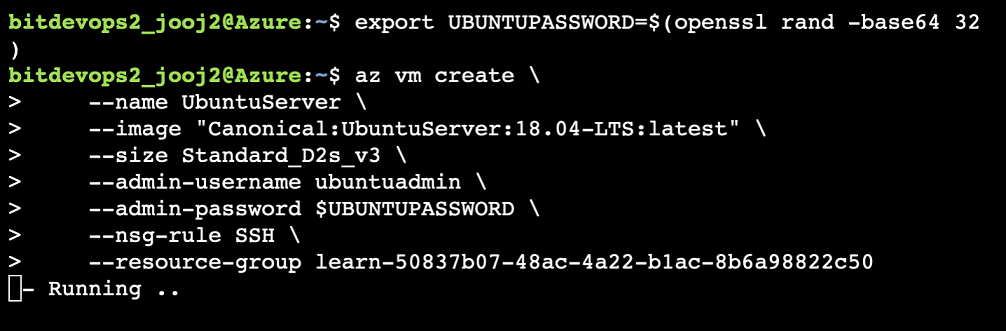 bitdevops2_jooj2@Azure:~$ export UBUNTUPASSWORD=$(openssl rand -base64 32
)
bitdevops2_jooj2@Azure:~$ az vm create \
>     --name UbuntuServer \
>     --image "Canonical:UbuntuServer:18.04-LTS:latest" \
>     --size Standard_D2s_v3 \
>     --admin-username ubuntuadmin \
>     --admin-password $UBUNTUPASSWORD \
>     --nsg-rule SSH \
>     --resource-group learn-50837b07-48ac-4a22-b1ac-8b6a98822c50
- Running ..